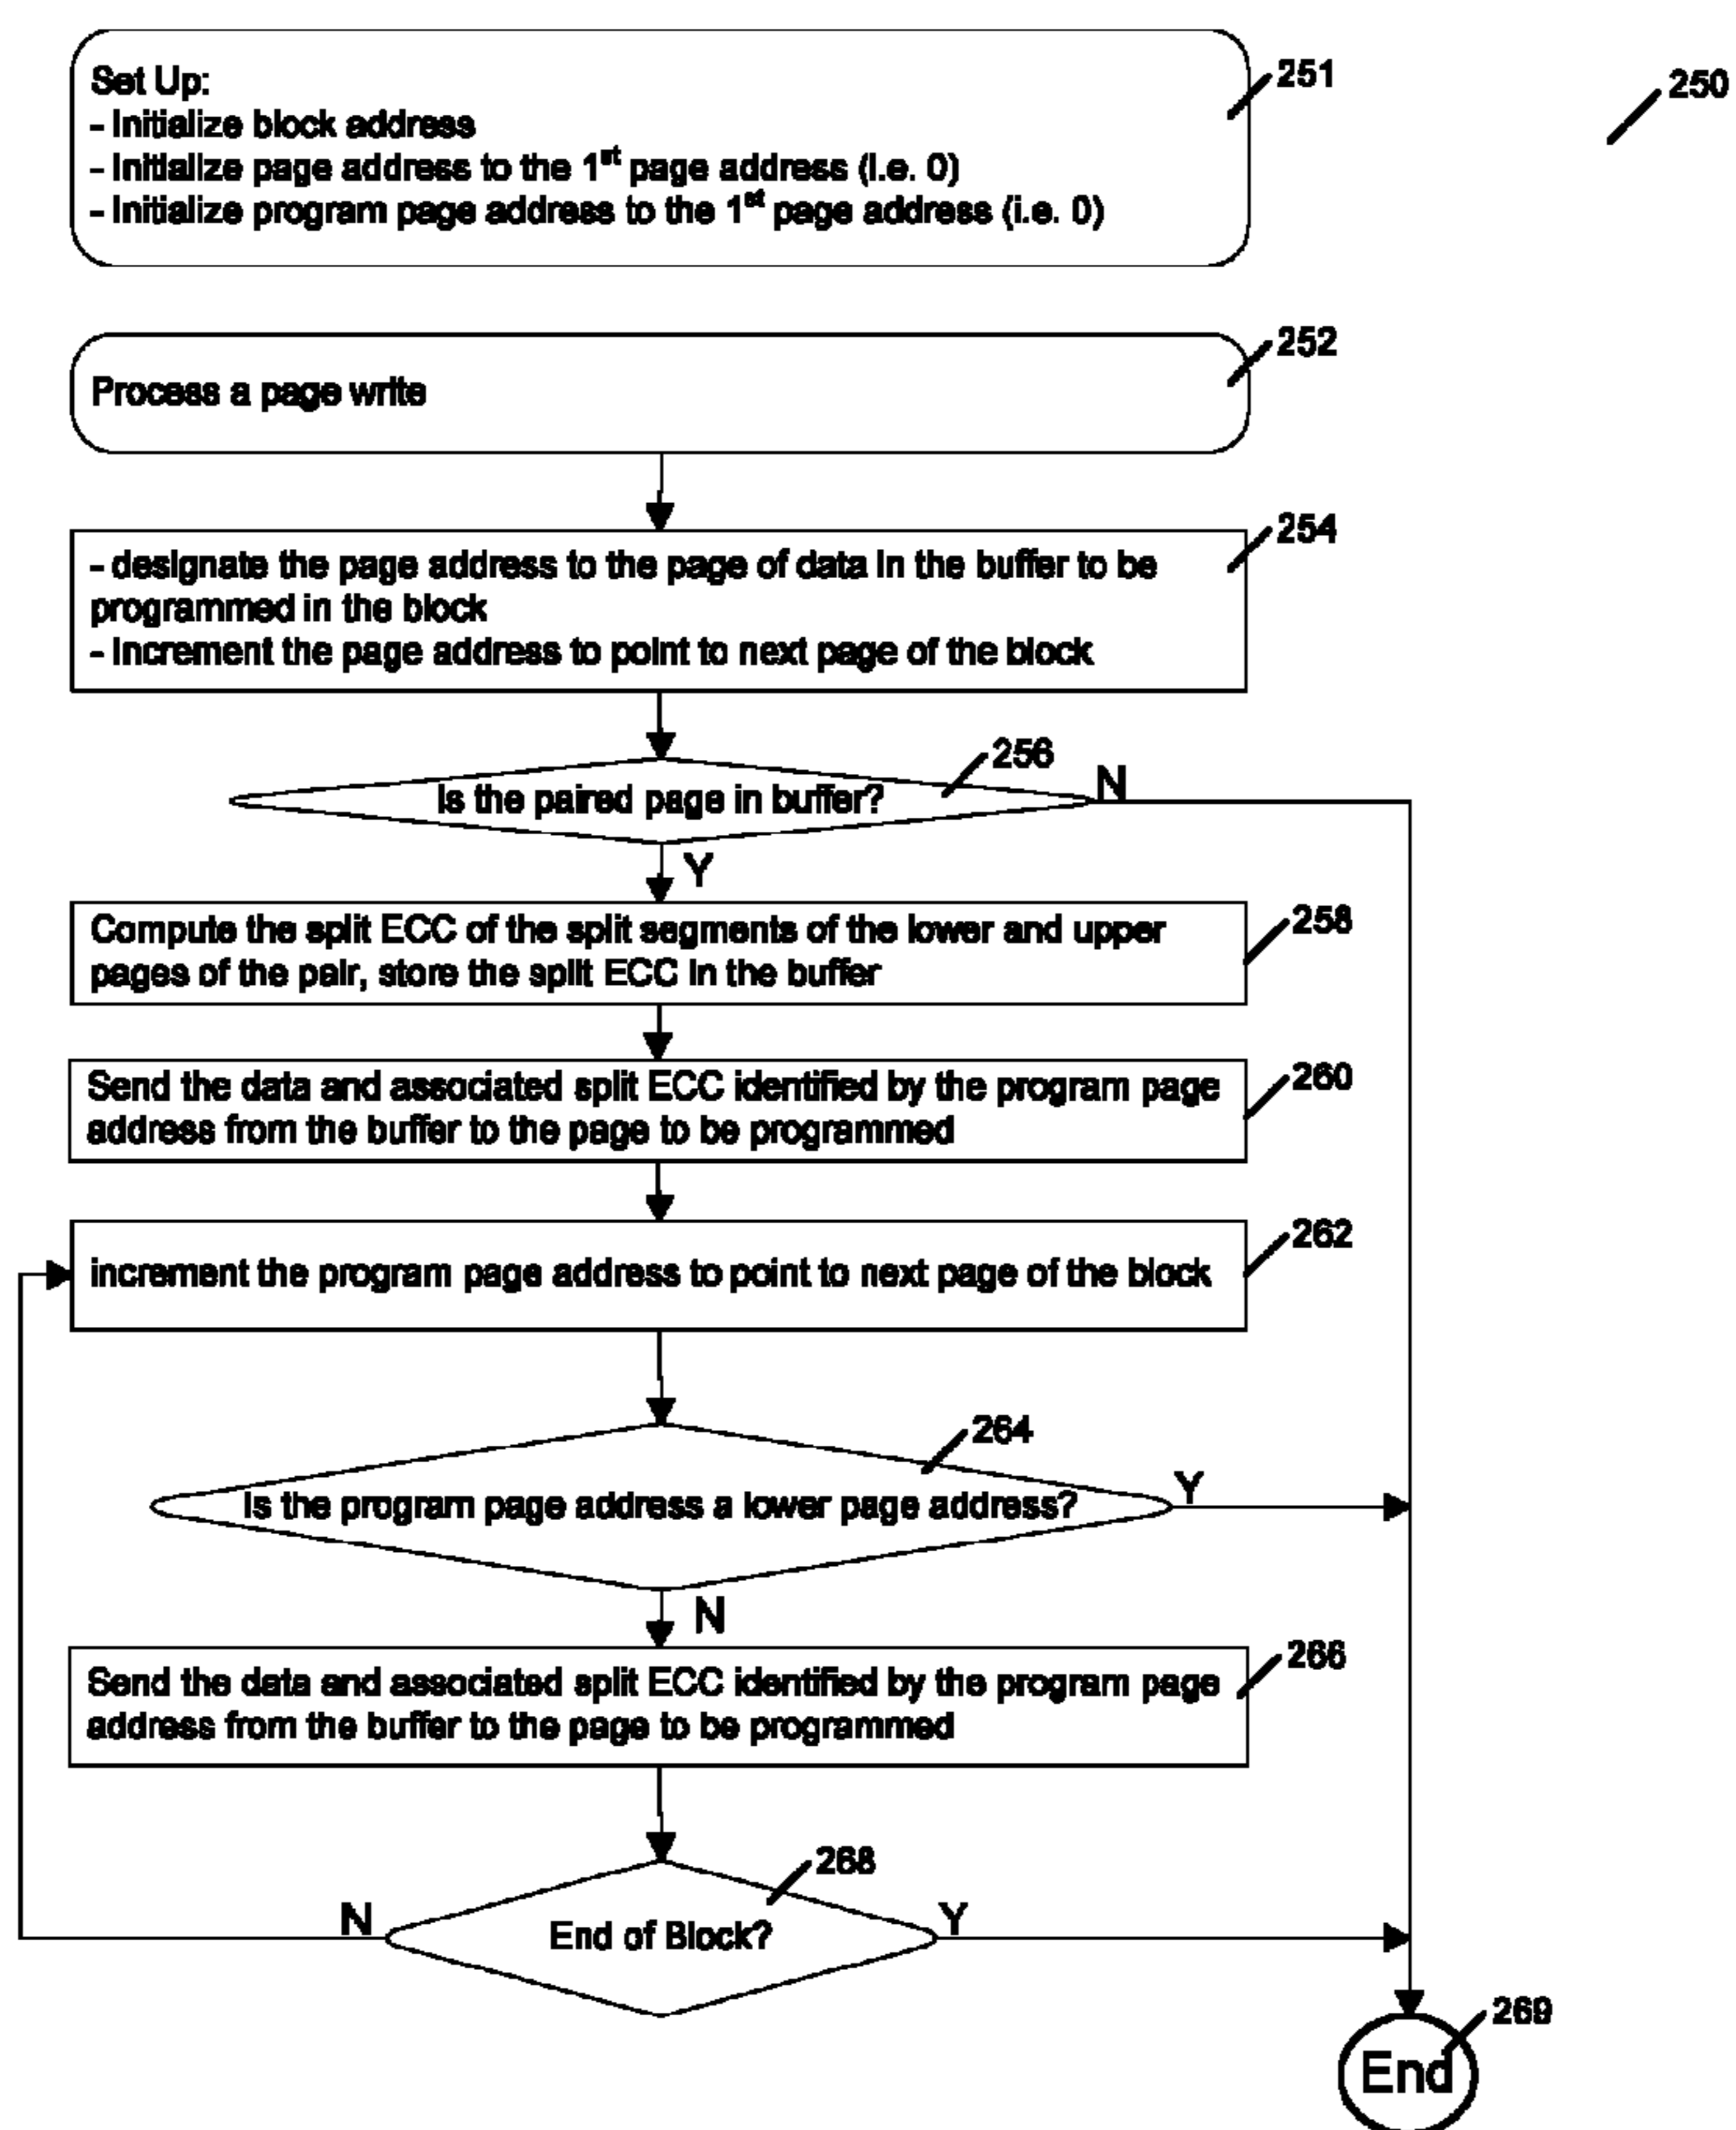 Set Up:
251
250
- Initialize block address
- Initialize page address to the 1st page address (i.e. 0)
- Initialize program page address to the 1st page address (i.e. 0)
252
Process a page write
254
- designate the page address to the page of data in the buffer to be
programmed in the block
- Increment the page address to point to next page of the block
256
Is the paired page in buffer?
N
Y
258
Compute the split ECC of the split segments of the lower and upper
pages of the pair, store the split ECC in the buffer
260
Send the data and associated split ECC identified by the program page
address from the buffer to the page to be programmed
262
increment the program page address to point to next page of the block
264
Is the program page address a lower page address?
Y
N
266
Send the data and associated split ECC identified by the program page
address from the buffer to the page to be programmed
268
End of Block?
N
Y
269
End